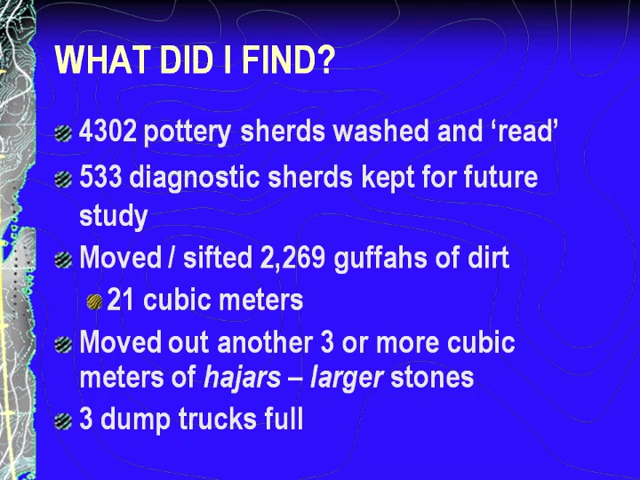 WHAT DID I FIND?
4302 pottery sherds washed and ‘read’
533 diagnostic sherds kept for future
study
Moved / sifted 2,269 guffahs of dirt
21 cubic meters
Moved out another 3 or more cubic
meters of hajars – larger stones
3 dump trucks full